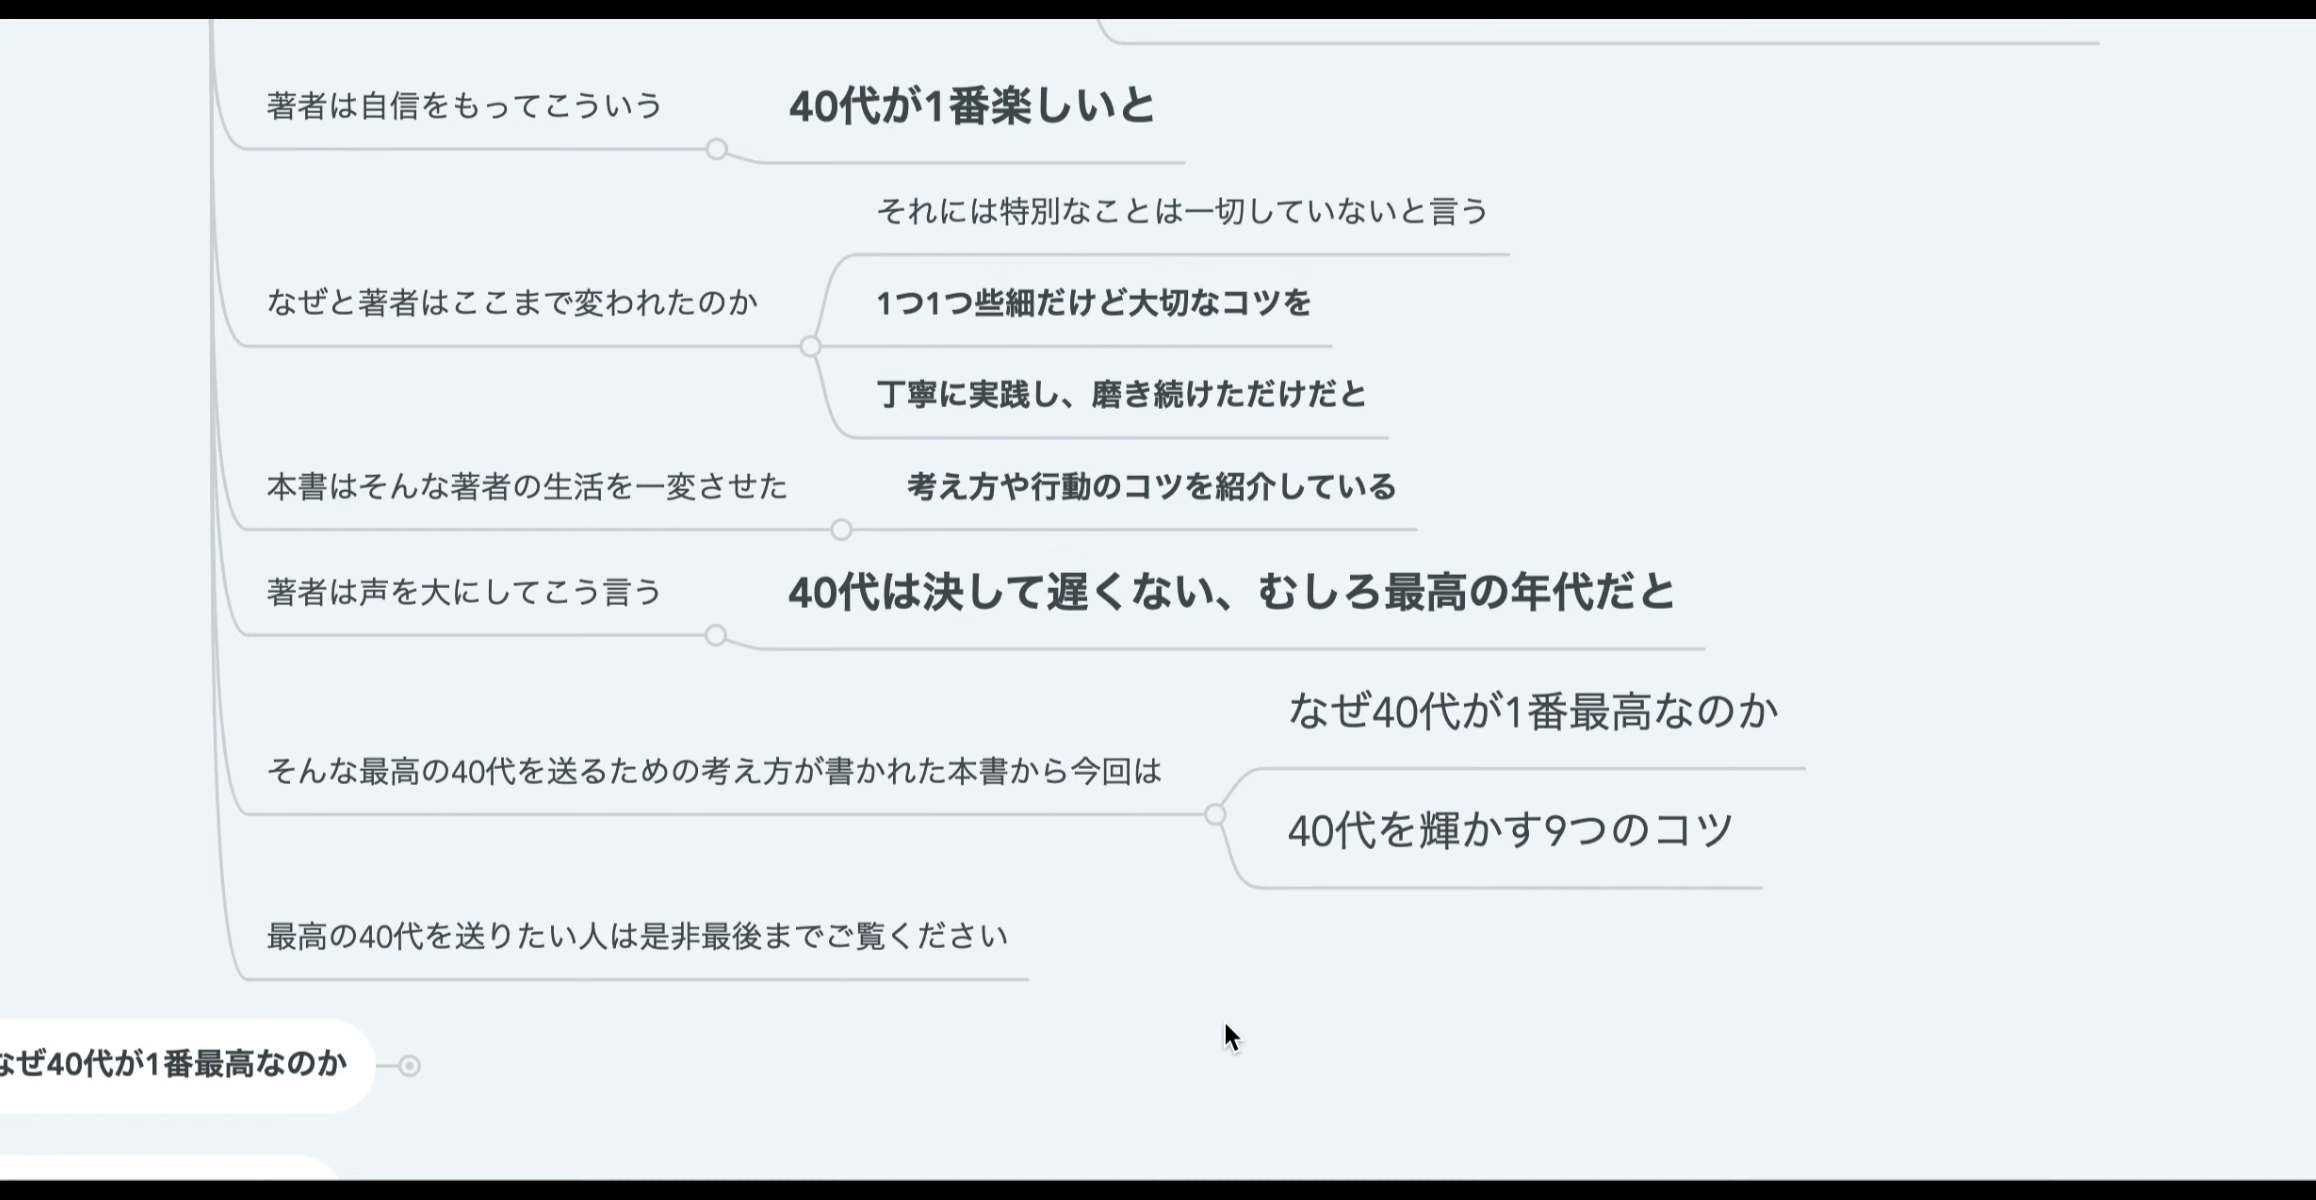 著者は自信をもってこういう
40代が1番楽しいと
それには特別なことは一切していないと言う
なぜと著者はここまで変われたのか
1つ1つ些細だけど大切なコツを
丁寧に実践し、磨き続けただけだと
本書はそんな著者の生活を一変させた
考え方や行動のコツを紹介している
著者は声を大にしてこう言う
40代は決して遅くない、むしろ最高の年代だと
なぜ40代が1番最高なのか
そんな最高の40代を送るための考え方が書かれた本書から今回は
40代を輝かす9つのコツ
最高の40代を送りたい人は是非最後までご覧ください
なぜ40代が1番最高なのか